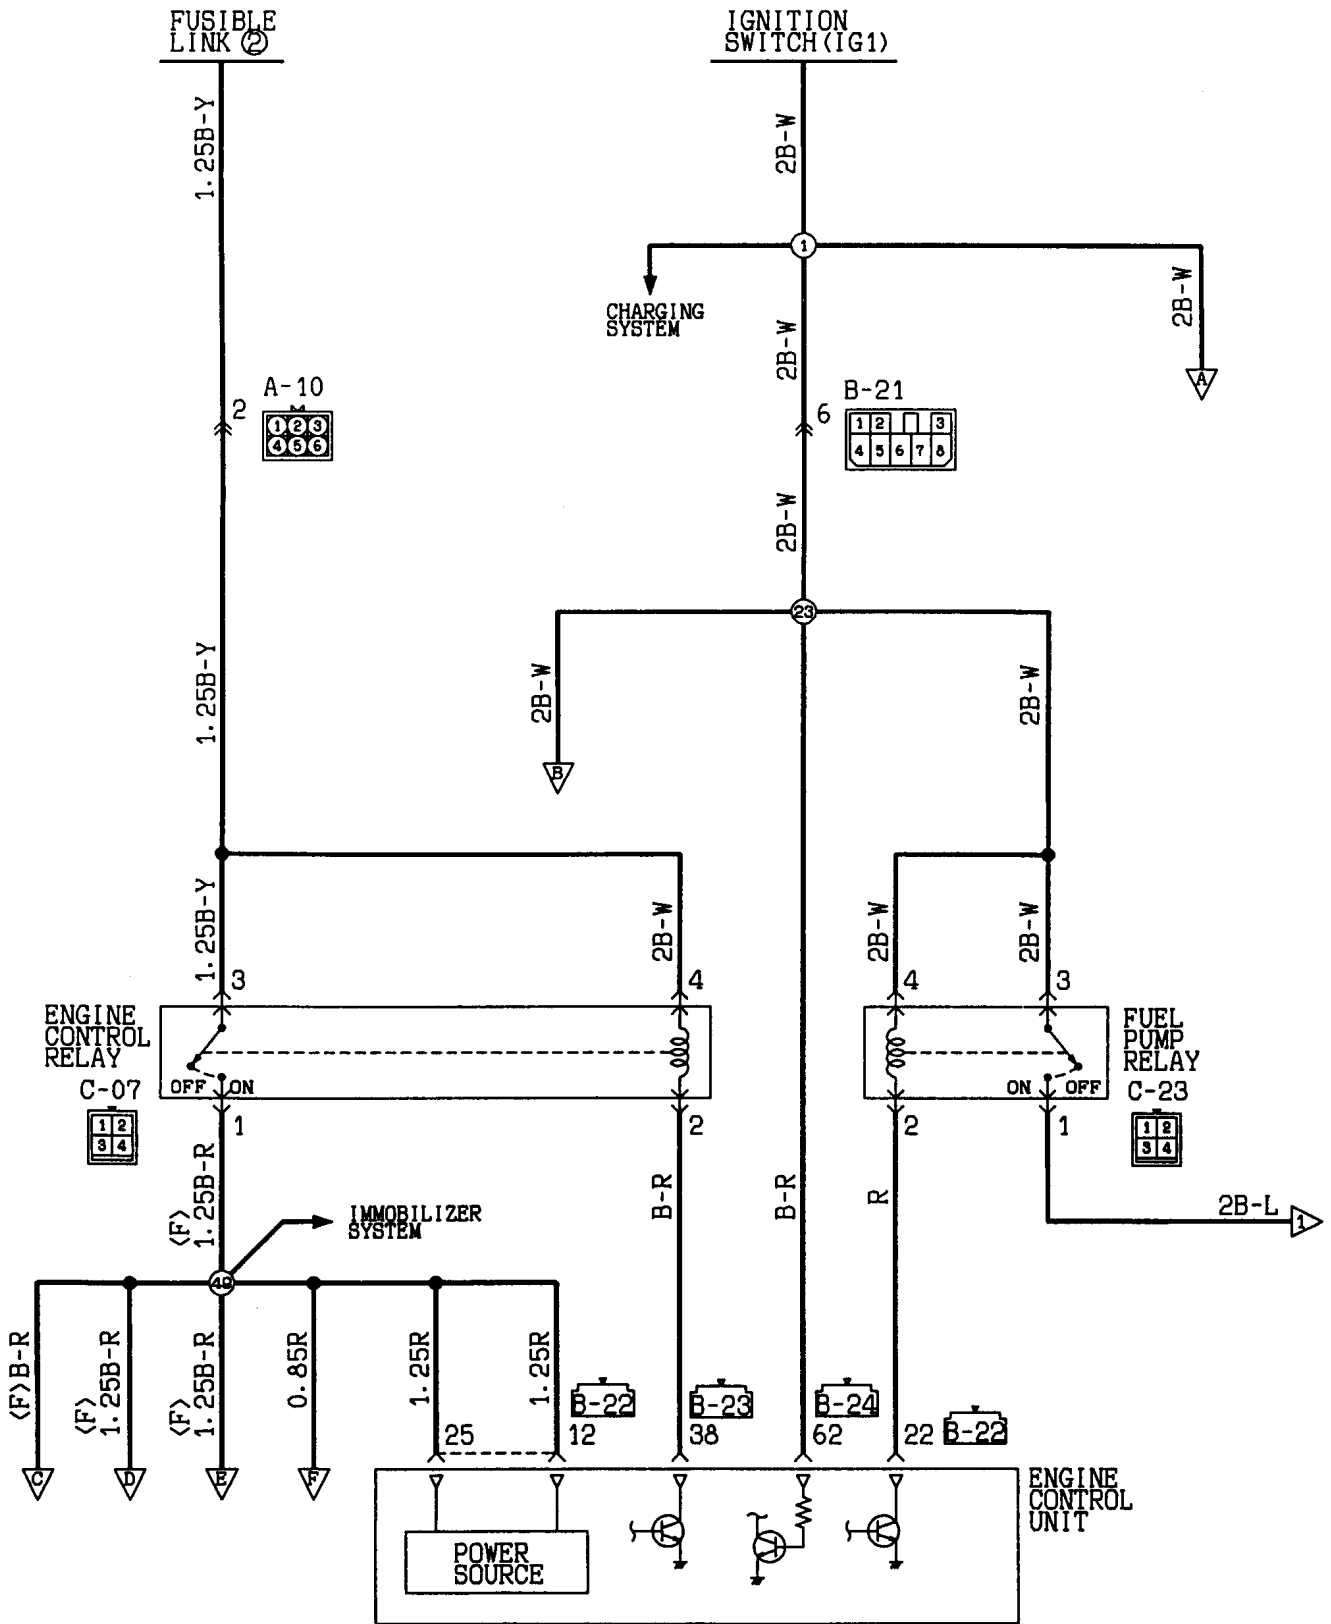 FUSIBLE
LINK ②
IGNITION
SWITCH(IG1)
1.25B-Y
2B-W
1
CHARGING
SYSTEM
2B-W
2B-W
A
2
A-10
1 2 3
4 5 6
6
B-21
1 2 3
4 5 6 7 8
2B-W
23
1.25B-Y
2B-W
2B-W
B
1.25B-Y
2B-W
2B-W
2B-W
3
4
4
3
ENGINE
CONTROL
RELAY
OFF
ON
ON
OFF
FUEL
PUMP
RELAY
C-07
1 2
3 4
C-23
1 2
3 4
1
2
2
1
<F>
1.25B-R
B-R
B-R
R
2B-L
1
IMMOBILIZER
SYSTEM
49
<F>B-R
<F>
1.25B-R
<F>
1.25B-R
0.85R
1.25R
1.25R
B-22
B-23
B-24
B-22
25
12
38
62
22
C
D
E
F
ENGINE
CONTROL
UNIT
POWER
SOURCE